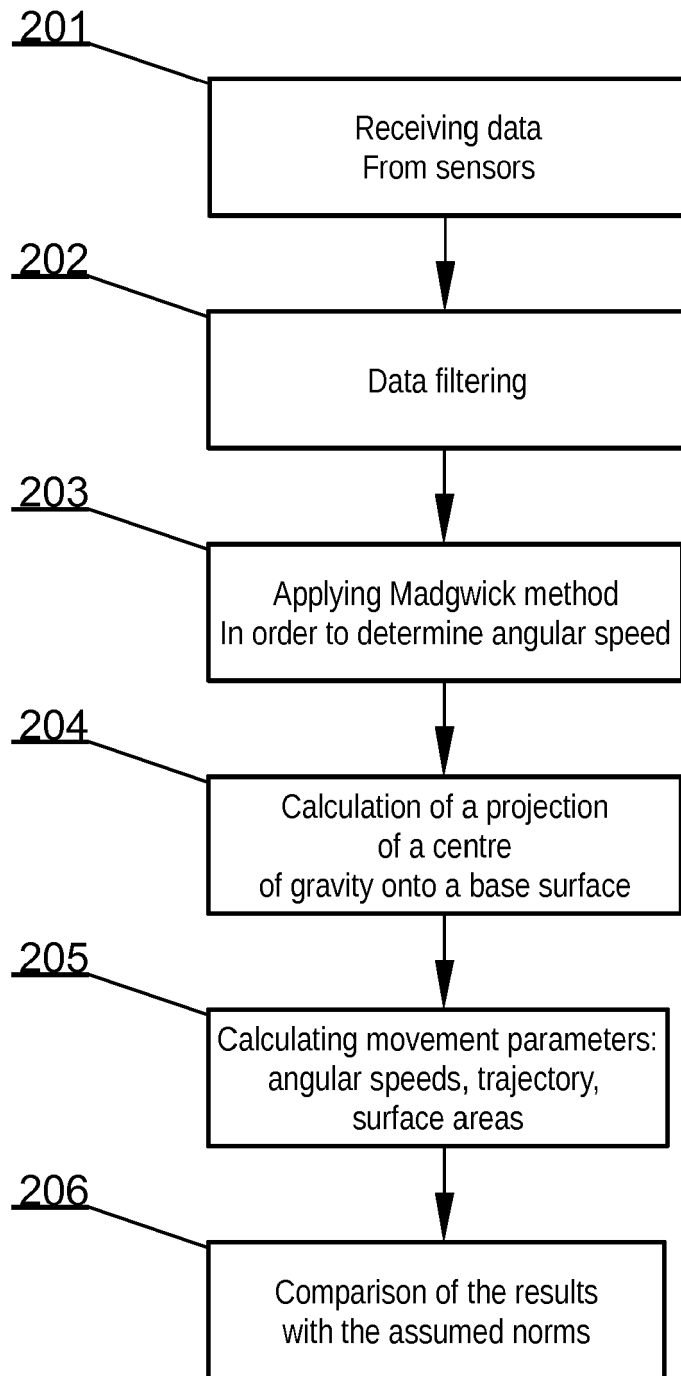 201
Receiving data
From sensors
202
Data filtering
203
Applying Madgwick method
In order to determine angular speed
204
Calculation of a projection
of a centre
of gravity onto a base surface
205
Calculating movement parameters:
angular speeds, trajectory,
surface areas
206
Comparison of the results
with the assumed norms